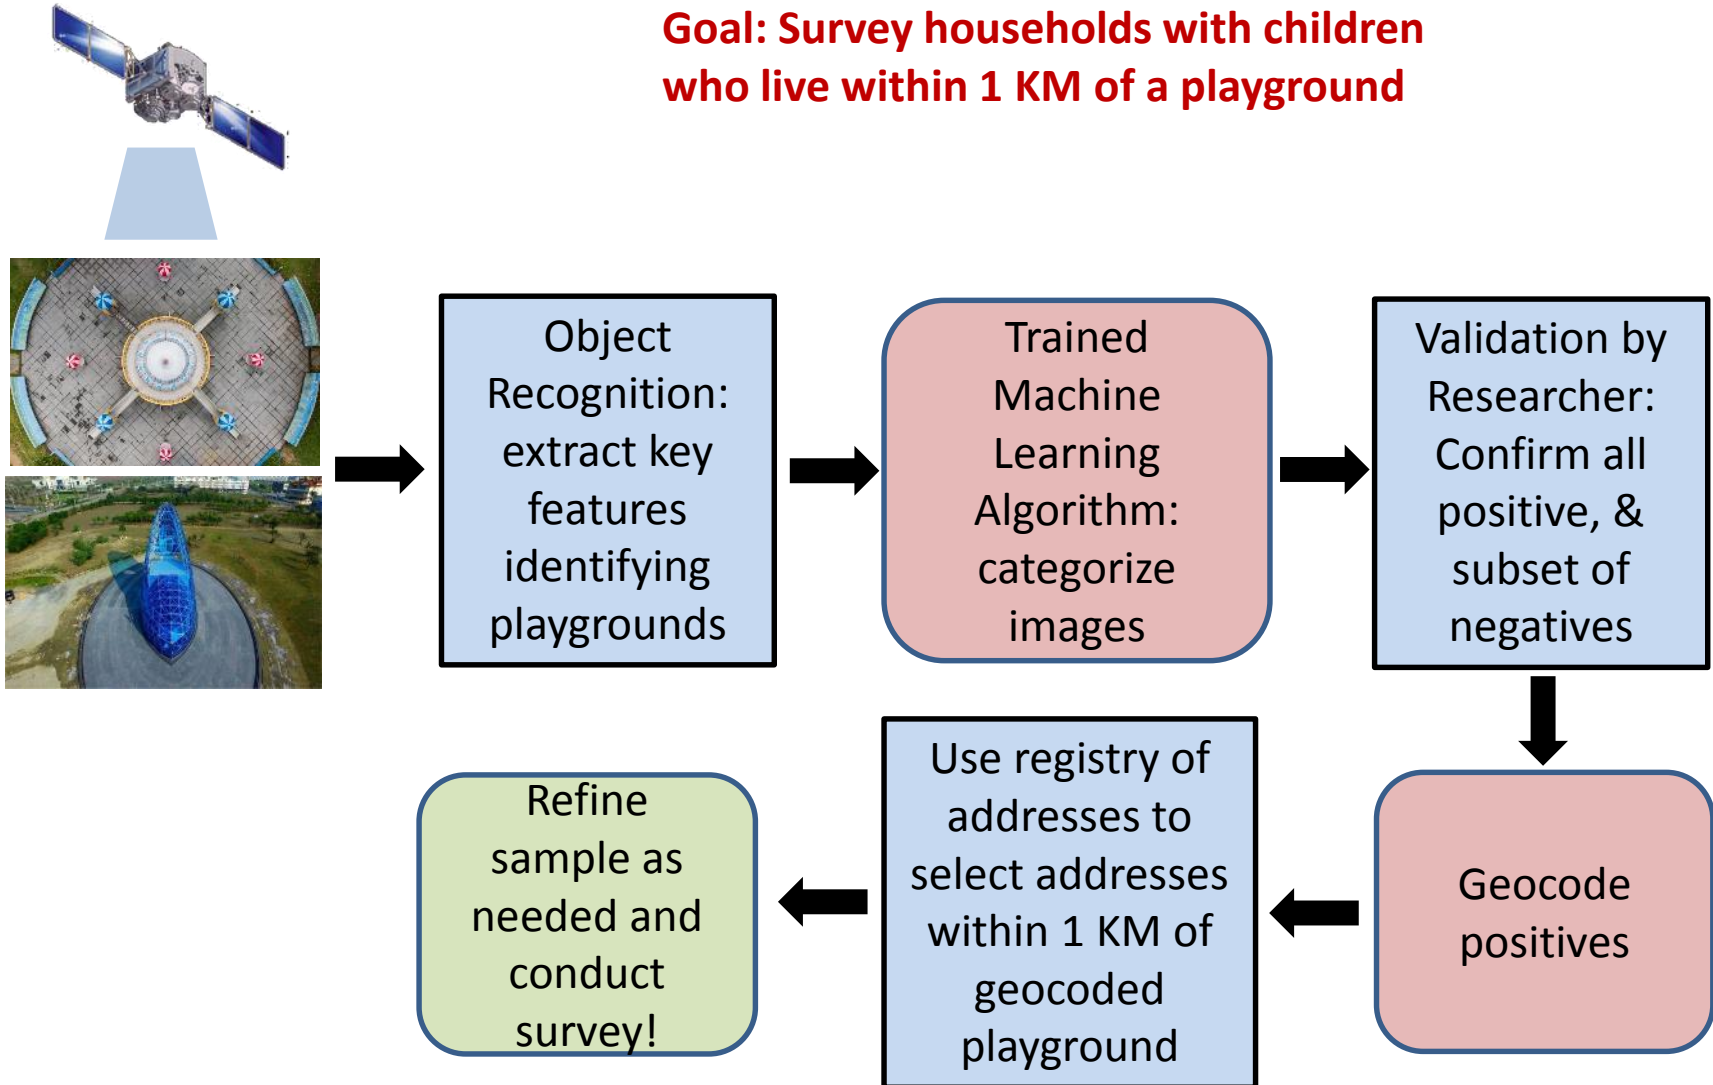 Goal: Survey households with children
who live within 1 KM of a playground
Object
Recognition:
extract key
features
identifying
playgrounds
Trained
Machine
Learning
Algorithm:
categorize
images
Validation by
Researcher:
Confirm all
positive, &
subset of
negatives
Geocode
positives
Use registry of
addresses to
select addresses
within 1 KM of
geocoded
playground
Refine
sample as
needed and
conduct
survey!